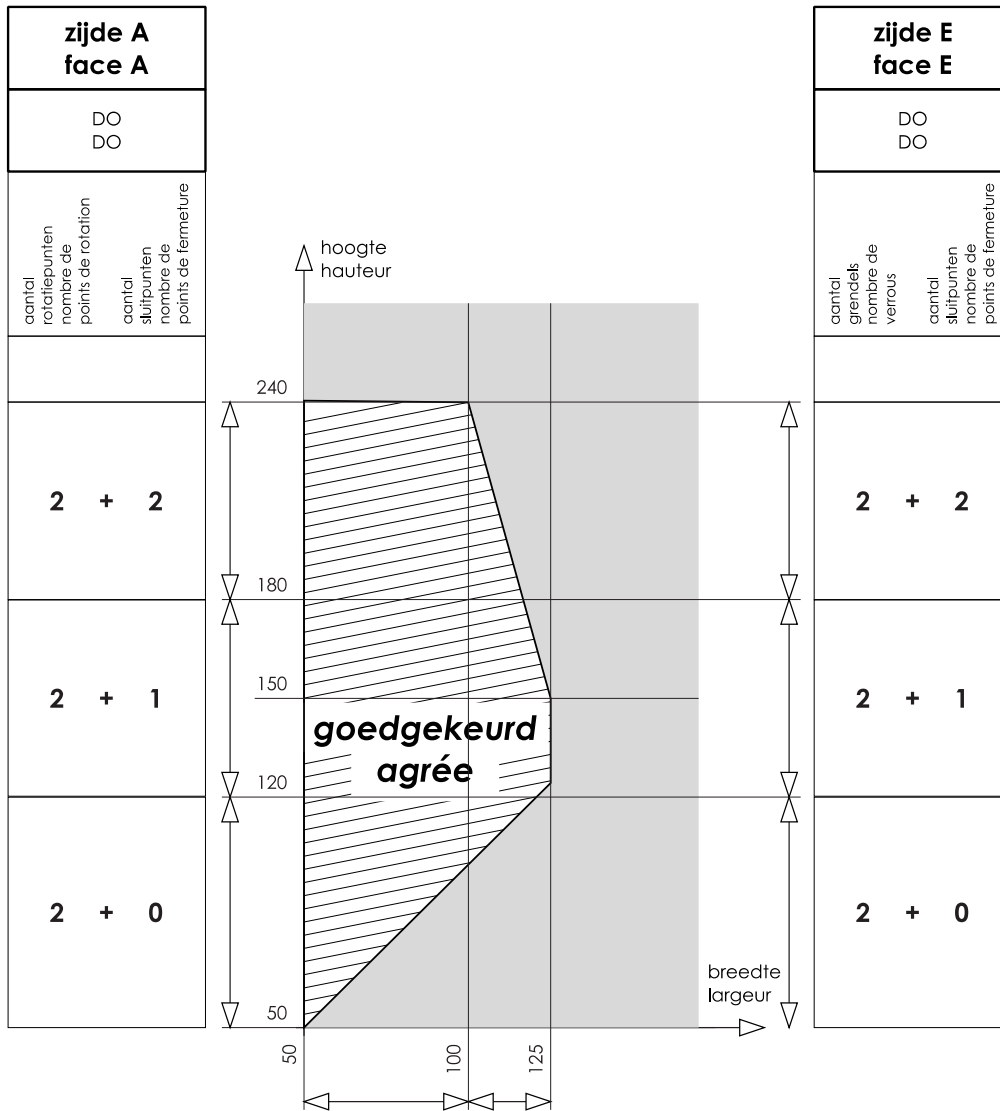 zijde A
face A
DO
DO
aantal
rotatiepunten
nombre de
points de rotation
aantal
sluitpunten
nombre de
points de fermeture
2 + 2
2 + 1
2 + 0
hoogte
hauteur
240
180
150
120
50
goedgekeurd
agrée
breedte
largeur
50
100
125
zijde E
face E
DO
DO
aantal
grendels
nombre de
verrous
aantal
sluitpunten
nombre de
points de fermeture
2 + 2
2 + 1
2 + 0